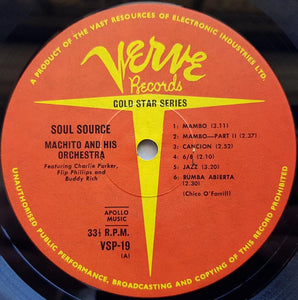 A PRODUCT OF THE VAST RESOURCES OF ELECTRONIC INDUSTRIES LTD.
Verve
Records
GOLD STAR SERIES
SOUL SOURCE
MACHITO AND HIS
ORCHESTRA
Featuring Charlie Parker,
Flip Phillips and
Buddy Rich
1: MAMBO (3.11)
2: MAMBO—PART II (2.37)
3: CANCION (2.52)
4: 6/8 (2.10)
5: JAZZ (2.30)
6: RUMBA ABIERTA
(2.30)
(Chico O'Farrill)
APOLLO
MUSIC
33⅓ R.P.M.
VSP-19
(A)
UNAUTHORISED PUBLIC PERFORMANCE, BROADCASTING AND COPYING OF THIS RECORD PROHIBITED